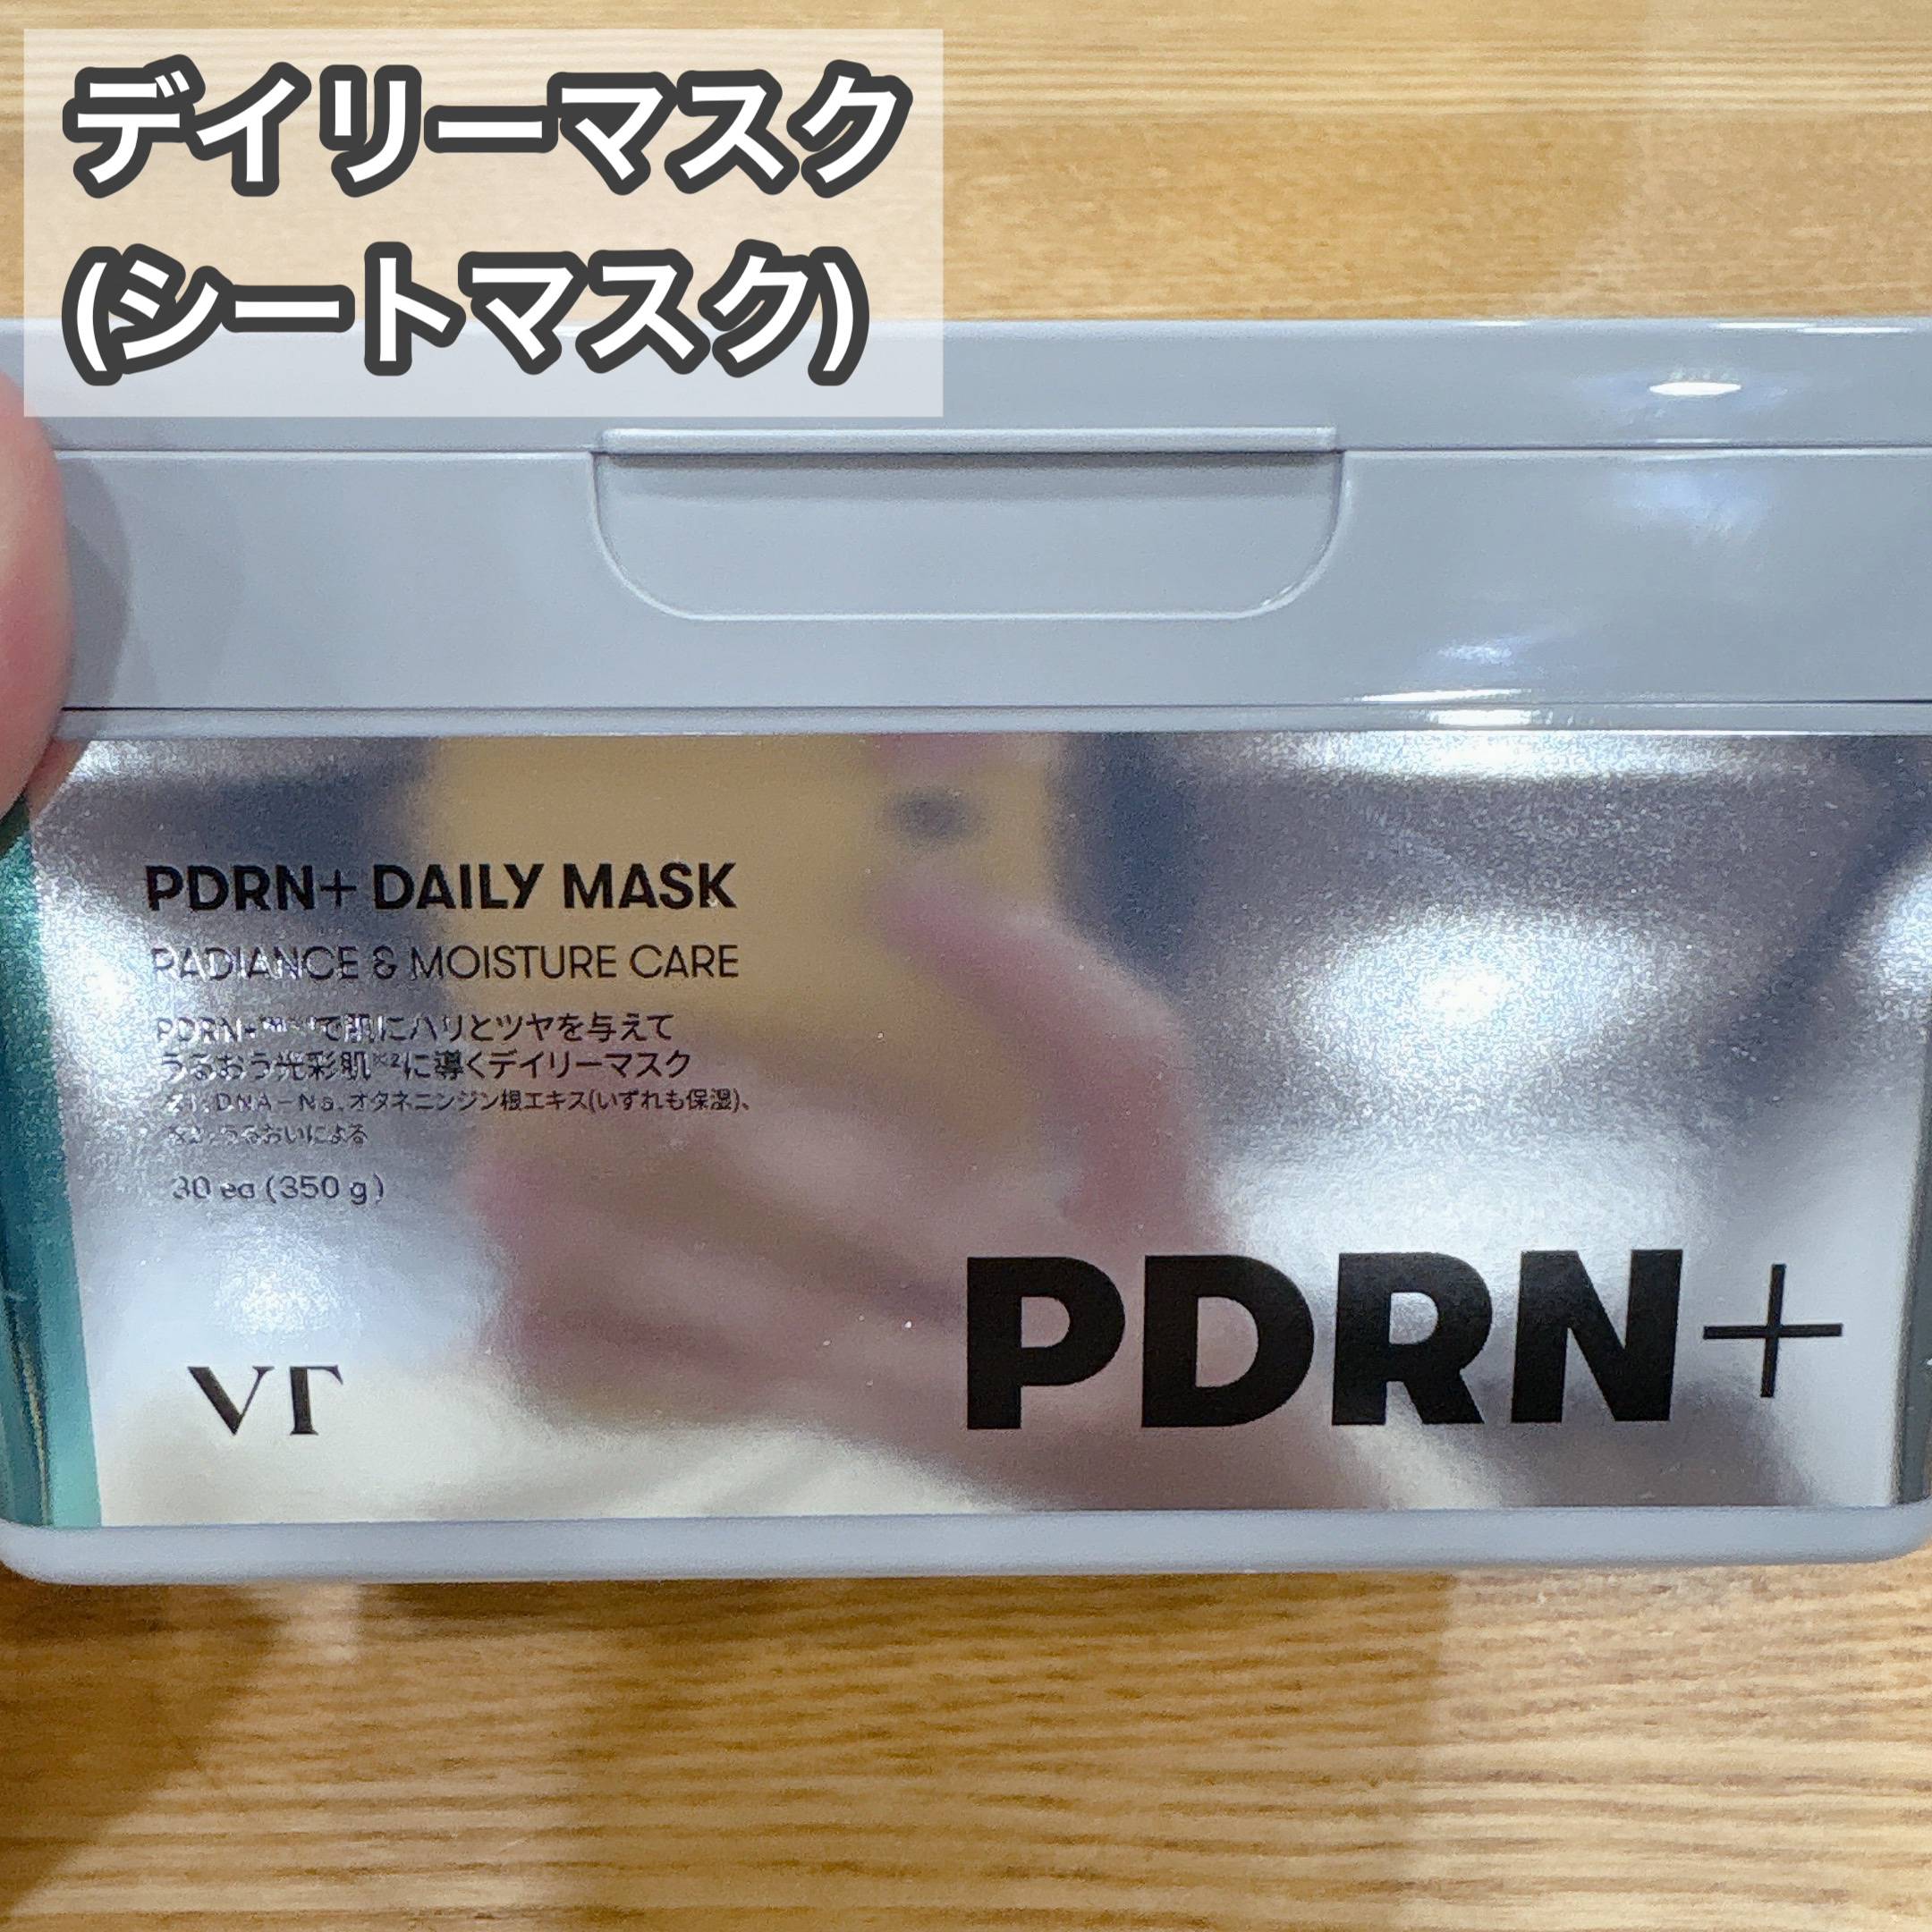 デイリーマスク
(シートマスク)
PDRN+ DAILY MASK
RADIANCE & MOISTURE CARE
で肌にハリとツヤを与えて
うるおう光彩肌※2に導くデイリーマスク
DNA-Na、オタネニンジン根エキス(いずれも保湿)、
うるおいによる
30 ea (350 g)
VT
PDRN+